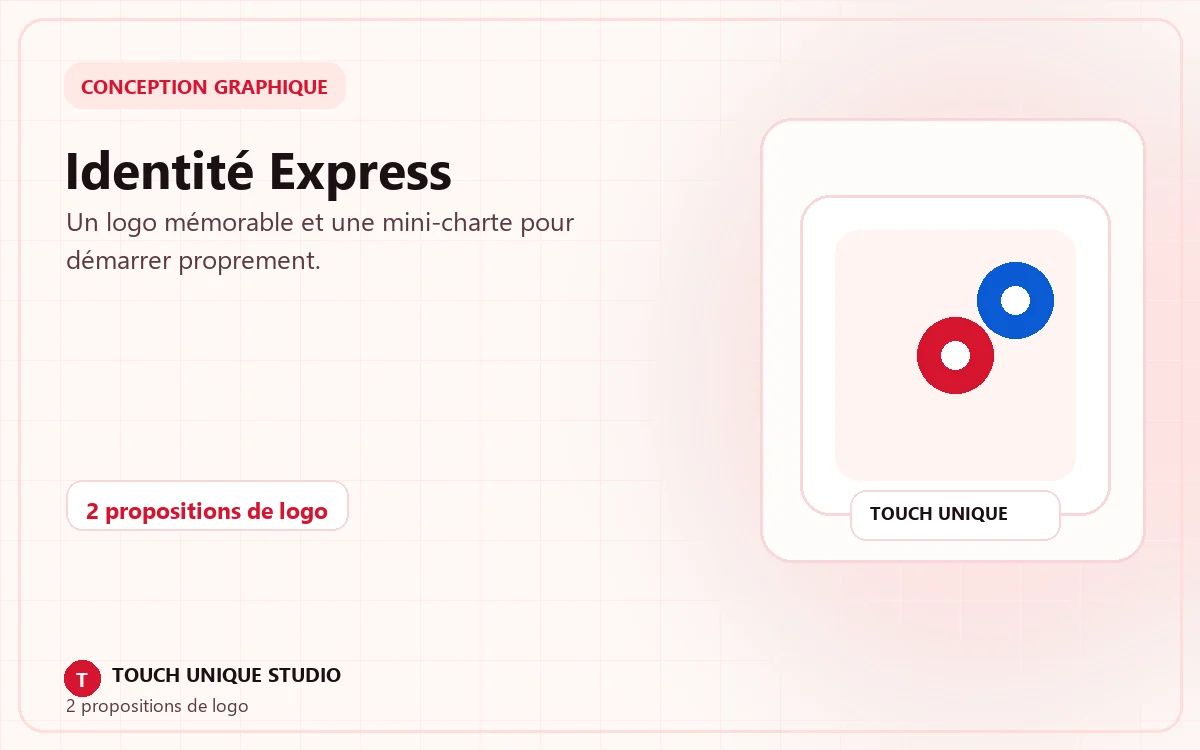 CONCEPTION GRAPHIQUE
Identité Express
Un logo mémorable et une mini-charte pour
démarrer proprement.
2 propositions de logo
TOUCH UNIQUE
T
TOUCH UNIQUE STUDIO
2 propositions de logo